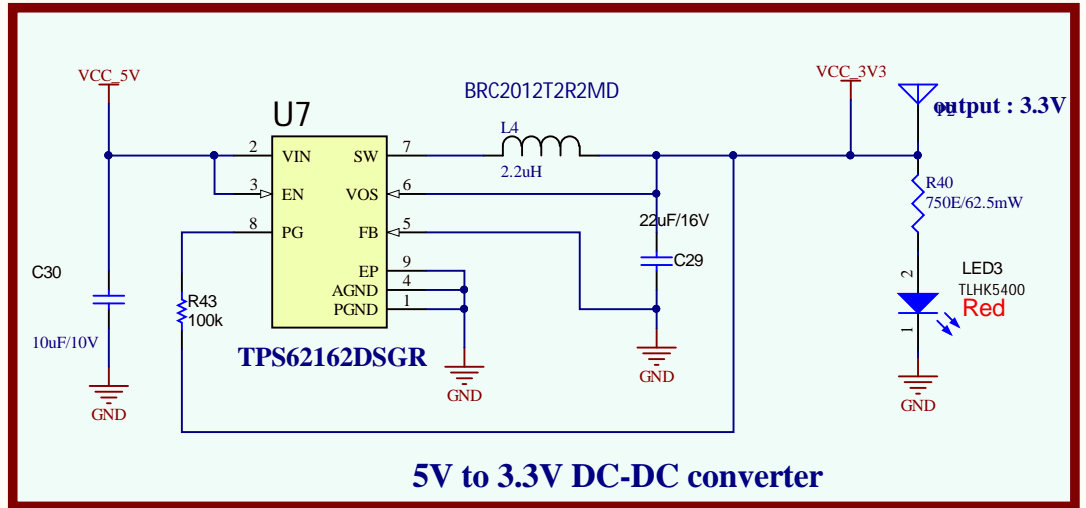 VCC_5V
VCC_3V3
BRC2012T2R2MD
output : 3.3V
U7
L4
2.2uH
2
VIN
SW
7
3
EN
VOS
6
8
PG
FB
5
EP
9
AGND
4
PGND
1
R40
750E/62.5mW
22uF/16V
C29
C30
10uF/10V
R43
100k
2
LED3
TLHK5400
Red
1
TPS62162DSGR
GND
GND
GND
GND
5V to 3.3V DC-DC converter